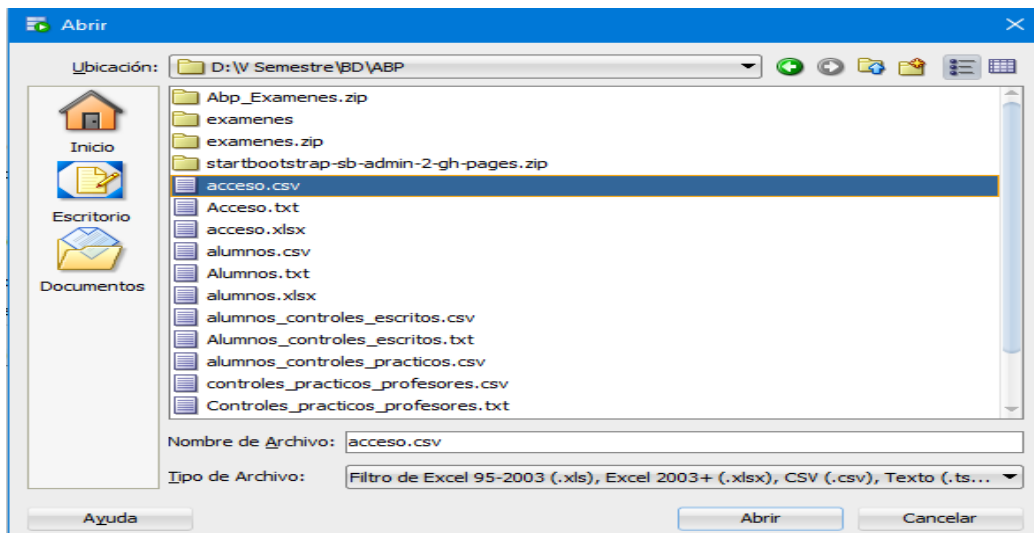 Abrir
Ubicación: D:\V Semestre\BD\ABP
Inicio
Escritorio
Documentos
Abp_Examenes.zip
examenes
examenes.zip
startbootstrap-sb-admin-2-gh-pages.zip
acceso.csv
Acceso.txt
acceso.xlsx
alumnos.csv
Alumnos.txt
alumnos.xlsx
alumnos_controles_escritos.csv
Alumnos_controles_escritos.txt
alumnos_controles_practicos.csv
controles_practicos_profesores.csv
Controles_practicos_profesores.txt
Nombre de Archivo: acceso.csv
Tipo de Archivo: Filtro de Excel 95-2003 (.xls), Excel 2003+ (.xlsx), CSV (.csv), Texto (.ts...
Ayuda Abrir Cancelar